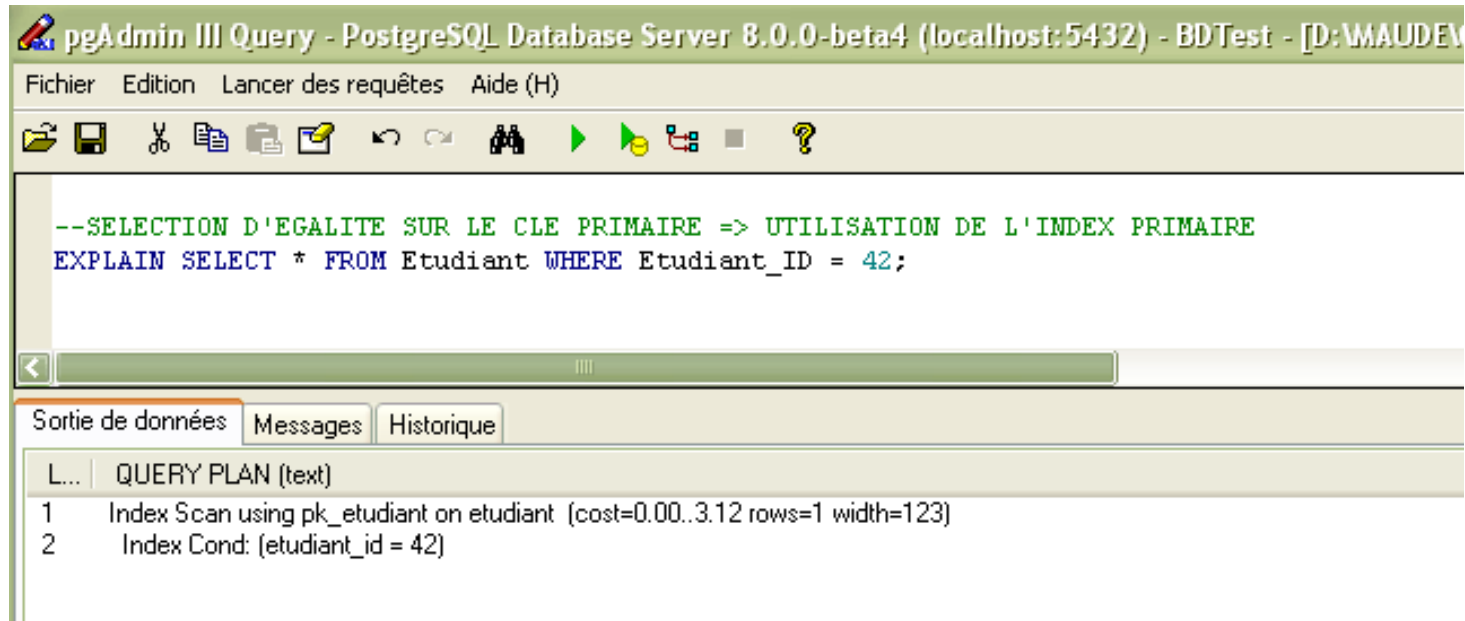 pgAdmin III Query - PostgreSQL Database Server 8.0.0-beta4 (localhost:5432) - BDTest - [D:\MAUDE\
Fichier Edition Lancer des requêtes Aide (H)
--SELECTION D'EGALITE SUR LE CLE PRIMAIRE => UTILISATION DE L'INDEX PRIMAIRE
EXPLAIN SELECT * FROM Etudiant WHERE Etudiant_ID = 42;
Sortie de données Messages Historique
L... QUERY PLAN (text)
1 Index Scan using pk_etudiant on etudiant (cost=0.00..3.12 rows=1 width=123)
2 Index Cond: (etudiant_id = 42)